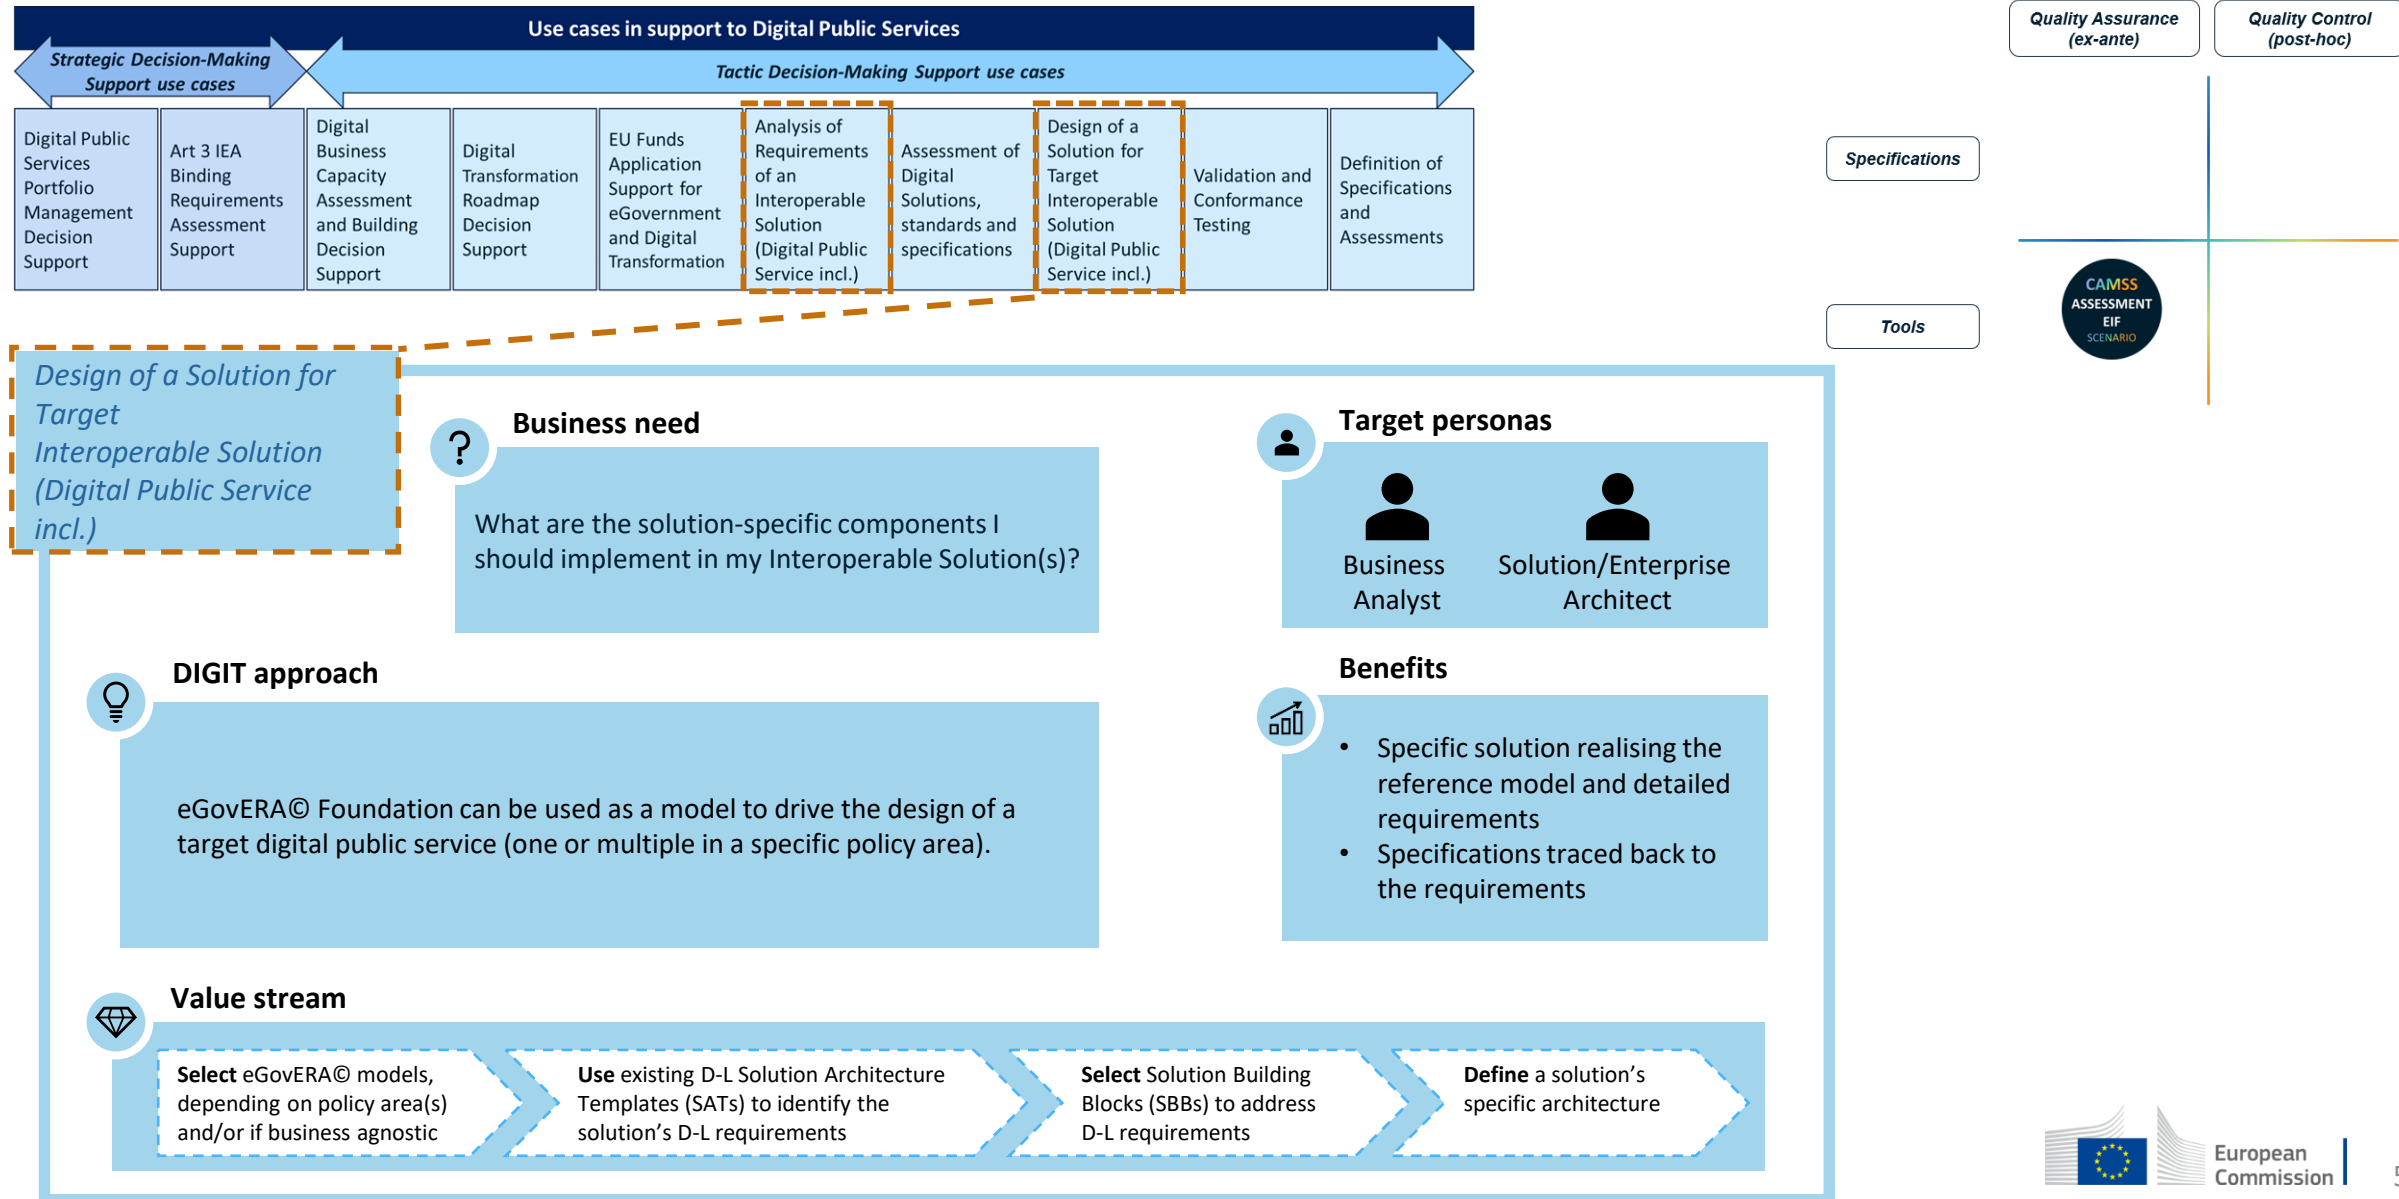 Use cases in support to Digital Public Services
Strategic Decision-Making
Support use cases
Tactic Decision-Making Support use cases
Digital Public
Services
Portfolio
Management
Decision
Support
Art 3 IEA
Binding
Requirements
Assessment
Support
Digital
Business
Capacity
Assessment
and Building
Decision
Support
Digital
Transformation
Roadmap
Decision
Support
EU Funds
Application
Support for
eGovernment
and Digital
Transformation
Analysis of
Requirements
of an
Interoperable
Solution
(Digital Public
Service incl.)
Assessment of
Digital
Solutions,
standards and
specifications
Design of a
Solution for
Target
Interoperable
Solution
(Digital Public
Service incl.)
Validation and
Conformance
Testing
Definition of
Specifications
and
Assessments
Quality Assurance
(ex-ante)
Quality Control
(post-hoc)
Specifications
Tools
CAMSS
ASSESSMENT
EIF
SCENARIO
Design of a Solution for
Target
Interoperable Solution
(Digital Public Service
incl.)
Business need
What are the solution-specific components I
should implement in my Interoperable Solution(s)?
Target personas
Business
Analyst
Solution/Enterprise
Architect
DIGIT approach
eGovERA© Foundation can be used as a model to drive the design of a
target digital public service (one or multiple in a specific policy area).
Benefits
• Specific solution realising the
reference model and detailed
requirements
• Specifications traced back to
the requirements
Value stream
Select eGovERA© models,
depending on policy area(s)
and/or if business agnostic
Use existing D-L Solution Architecture
Templates (SATs) to identify the
solution's D-L requirements
Select Solution Building
Blocks (SBBs) to address
D-L requirements
Define a solution's
specific architecture
European
Commission